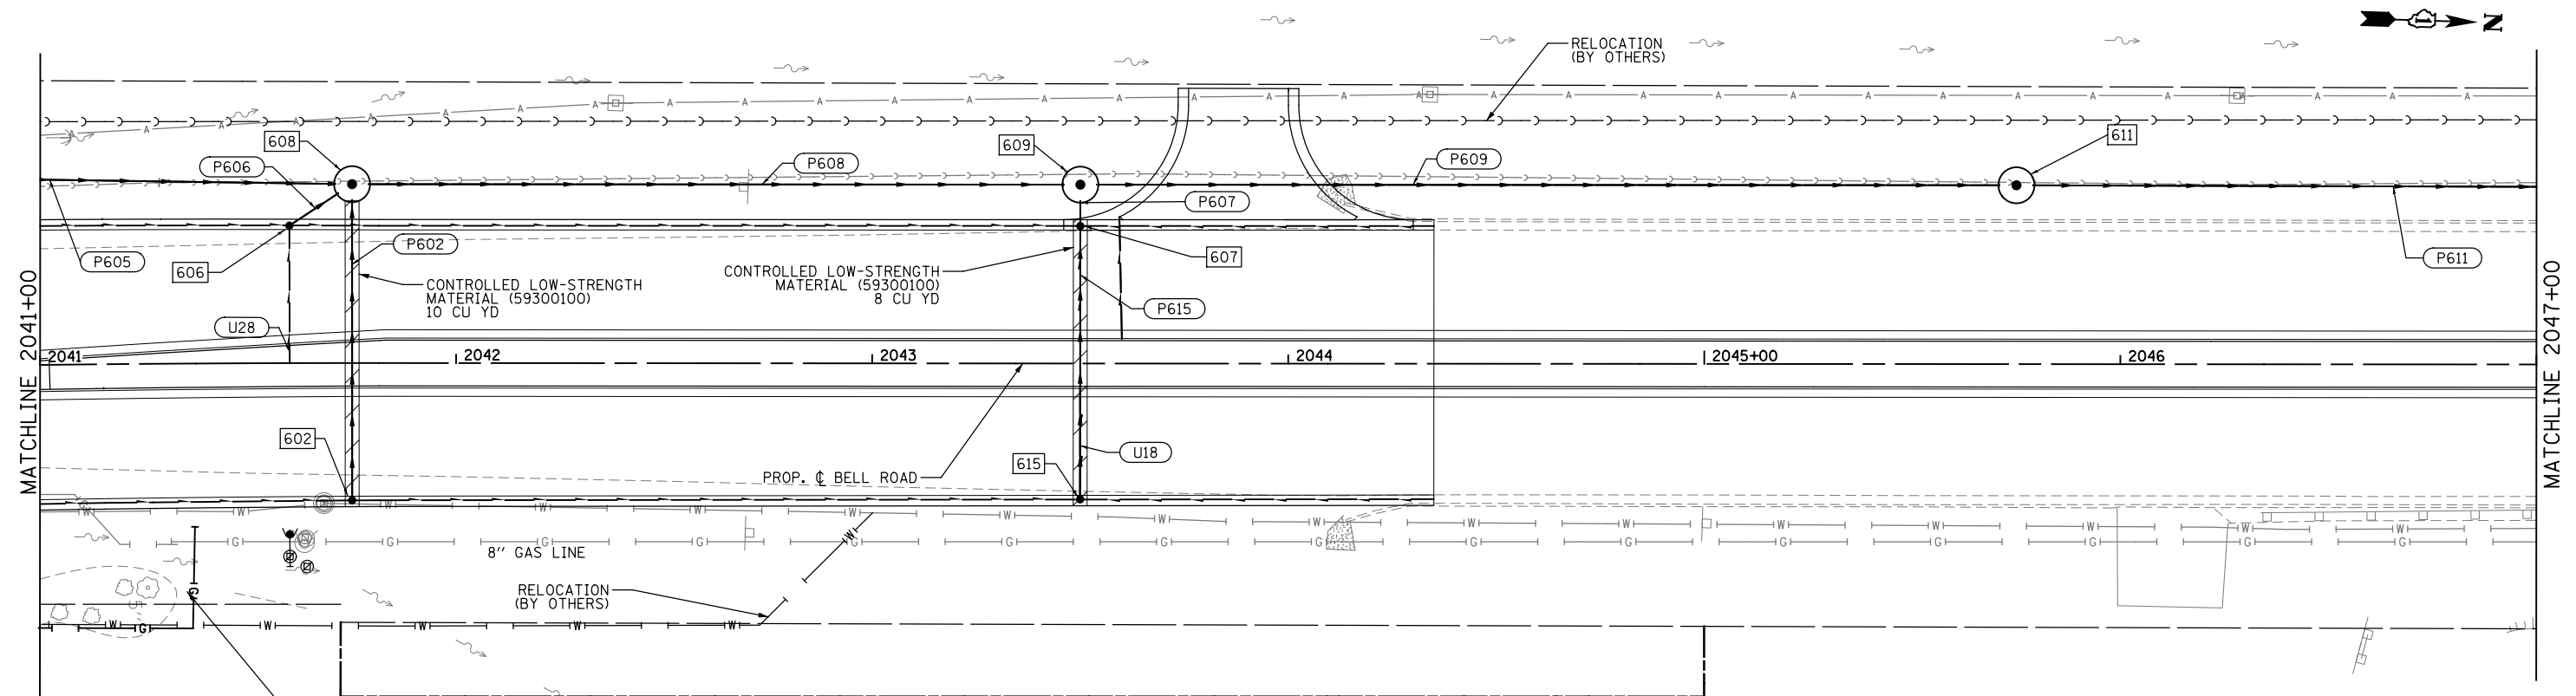 N
RELOCATION
(BY OTHERS)
608
P606
P608
609
P609
611
P607
P605
606
P602
607
P611
CONTROLLED LOW-STRENGTH
MATERIAL (59300100)
10 CU YD
CONTROLLED LOW-STRENGTH
MATERIAL (59300100)
8 CU YD
P615
U28
MATCHLINE 2041+00
2041
2042
2043
2044
2045+00
2046
MATCHLINE 2047+00
602
615
U18
PROP. ℄ BELL ROAD
8" GAS LINE
RELOCATION
(BY OTHERS)
A A A A A A A A A A A A A A A A A A A A A A A A A A A A A A A A
W W W W W W W W W W W W W W W
G G G G G G G G G G G G G G
W W W W W
W
G
G